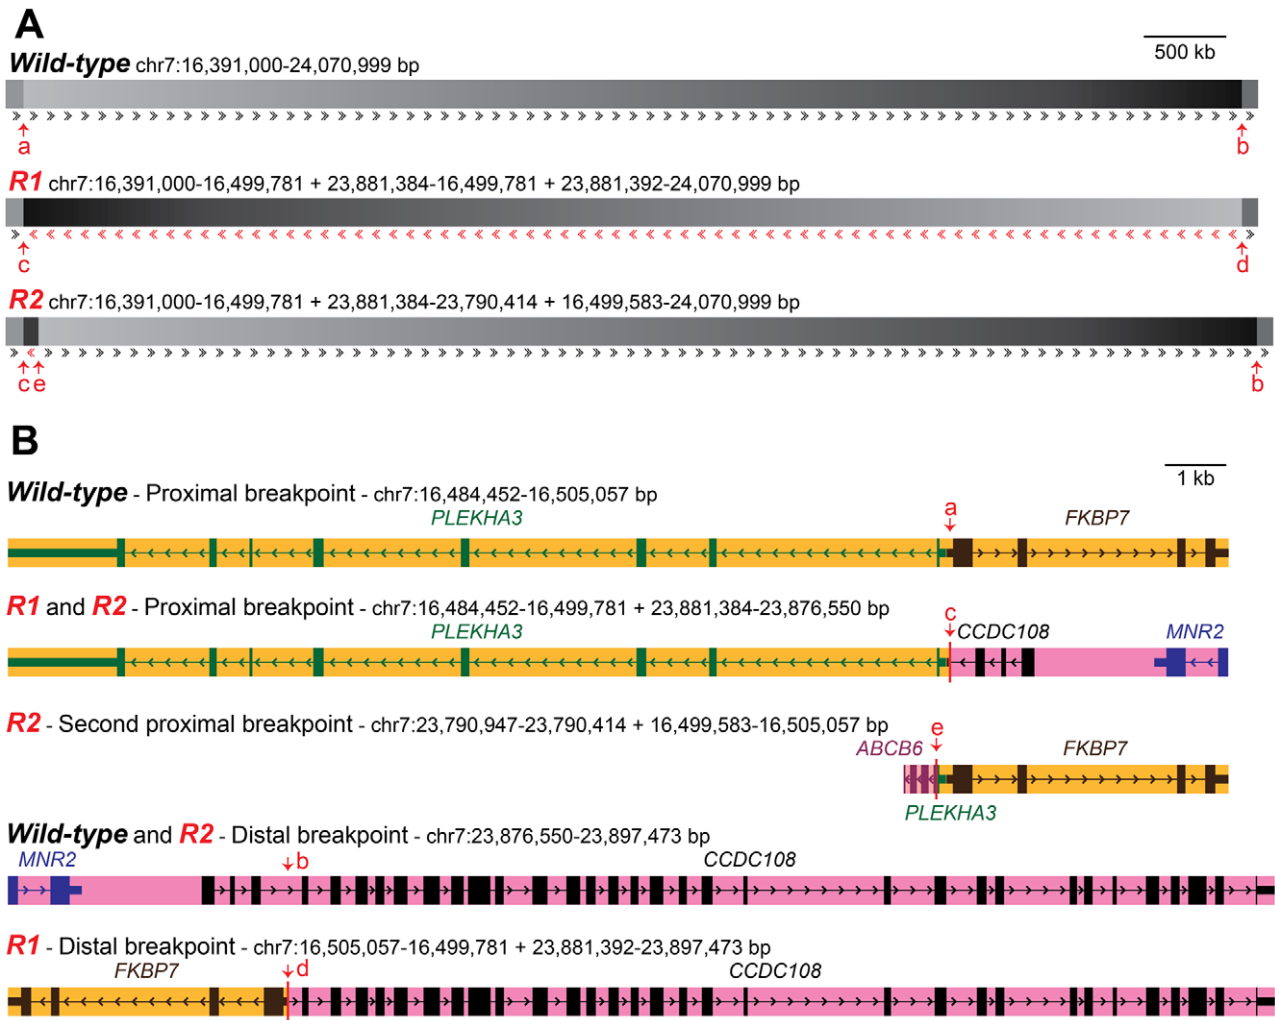 A
500 kb
Wild-type chr7:16,391,000-24,070,999 bp
a b
R1 chr7:16,391,000-16,499,781 + 23,881,384-16,499,781 + 23,881,392-24,070,999 bp
c d
R2 chr7:16,391,000-16,499,781 + 23,881,384-23,790,414 + 16,499,583-24,070,999 bp
c e b
B
1 kb
Wild-type - Proximal breakpoint - chr7:16,484,452-16,505,057 bp
PLEKHA3 a FKBP7
R1 and R2 - Proximal breakpoint - chr7:16,484,452-16,499,781 + 23,881,384-23,876,550 bp
PLEKHA3 c CCDC108 MNR2
R2 - Second proximal breakpoint - chr7:23,790,947-23,790,414 + 16,499,583-16,505,057 bp
ABCB6 e FKBP7
PLEKHA3
Wild-type and R2 - Distal breakpoint - chr7:23,876,550-23,897,473 bp
MNR2 b CCDC108
R1 - Distal breakpoint - chr7:16,505,057-16,499,781 + 23,881,392-23,897,473 bp
FKBP7 d CCDC108